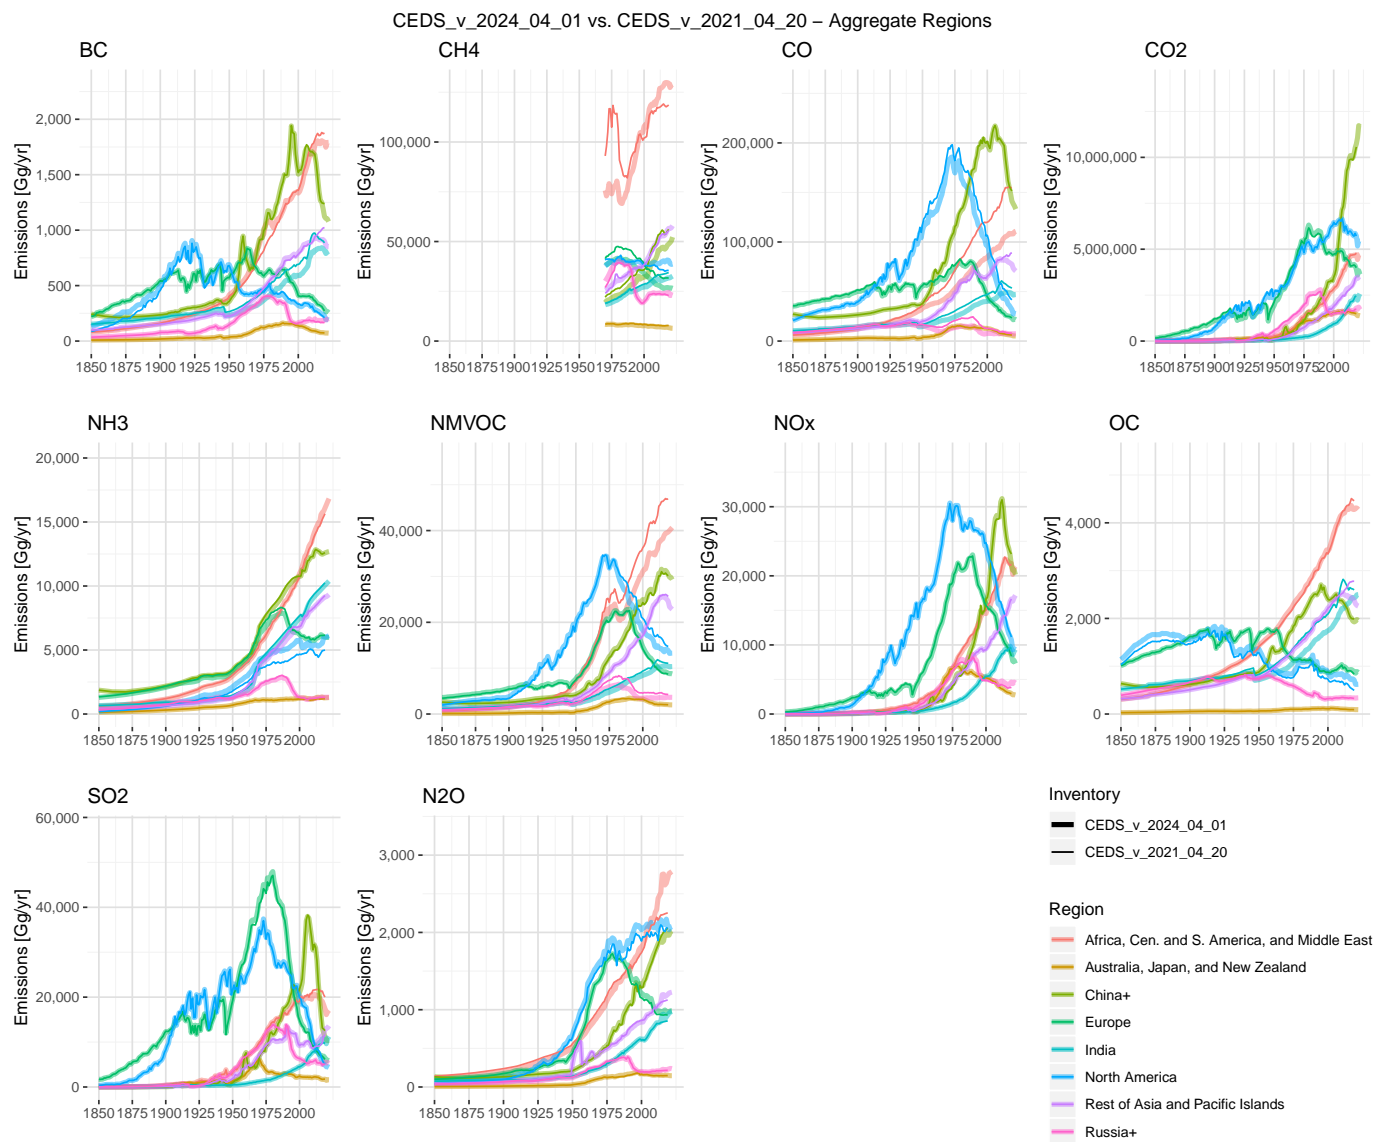 CEDS_v_2024_04_01 vs. CEDS_v_2021_04_20 – Aggregate Regions
BC
CH4
CO
CO2
Emissions [Gg/yr]
2,000
1,500
1,000
500
0
1850 1875 1900 1925 1950 1975 2000
Emissions [Gg/yr]
100,000
50,000
0
1850 1875 1900 1925 1950 1975 2000
Emissions [Gg/yr]
200,000
100,000
0
1850 1875 1900 1925 1950 1975 2000
Emissions [Gg/yr]
10,000,000
5,000,000
0
1850 1875 1900 1925 1950 1975 2000
NH3
NMVOC
NOx
OC
Emissions [Gg/yr]
20,000
15,000
10,000
5,000
0
1850 1875 1900 1925 1950 1975 2000
Emissions [Gg/yr]
40,000
20,000
0
1850 1875 1900 1925 1950 1975 2000
Emissions [Gg/yr]
30,000
20,000
10,000
0
1850 1875 1900 1925 1950 1975 2000
Emissions [Gg/yr]
4,000
2,000
0
1850 1875 1900 1925 1950 1975 2000
SO2
N2O
Emissions [Gg/yr]
60,000
40,000
20,000
0
1850 1875 1900 1925 1950 1975 2000
Emissions [Gg/yr]
3,000
2,000
1,000
0
1850 1875 1900 1925 1950 1975 2000
Inventory
CEDS_v_2024_04_01
CEDS_v_2021_04_20
Region
Africa, Cen. and S. America, and Middle East
Australia, Japan, and New Zealand
China+
Europe
India
North America
Rest of Asia and Pacific Islands
Russia+